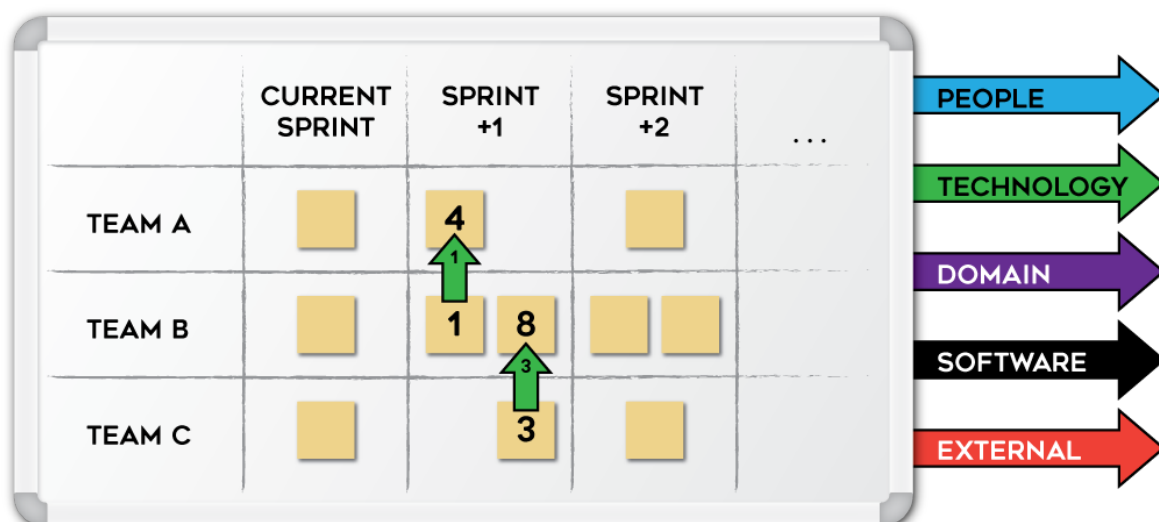 CURRENT
SPRINT
SPRINT
+1
SPRINT
+2
...
TEAM A
4
1
TEAM B
1
8
3
TEAM C
3
PEOPLE
TECHNOLOGY
DOMAIN
SOFTWARE
EXTERNAL